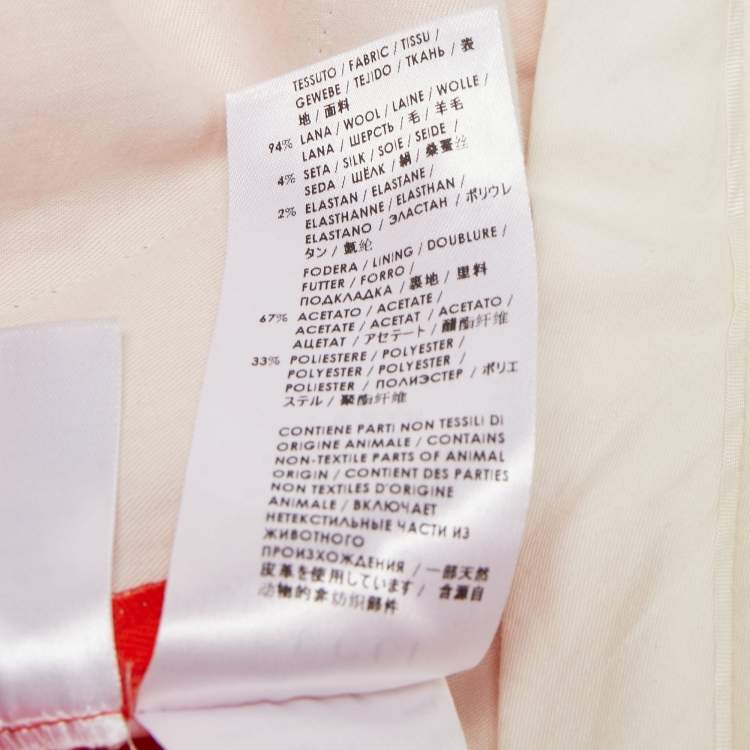 TESSUTO / FABRIC / TISSU /
GEWEBE / TEJIDO / ТКАНЬ / 表
地 / 面料
94% LANA / WOOL / LAINE / WOLLE /
LANA / ШЕРСТЬ / 毛 / 羊毛
4% SETA / SILK / SOIE / SEIDE /
SEDA / ШЁЛК / 絹 / 桑蚕丝
2% ELASTAN / ELASTANE /
ELASTHANNE / ELASTHAN /
ELASTANO / ЭЛАСТАН / ポリウレ
タン / 氨纶
FODERA / LINING / DOUBLURE /
FUTTER / FORRO /
ПОДКЛАДКА / 裏地 / 里料
67% ACETATO / ACETATE /
ACETATE / ACETAT / ACETATO /
АЦЕТАТ / アセテート / 醋酯纤维
33% POLIESTERE / POLYESTER /
POLYESTER / POLYESTER /
POLIESTER / ПОЛИЭСТЕР / ポリエ
ステル / 聚酯纤维
CONTIENE PARTI NON TESSILI DI
ORIGINE ANIMALE / CONTAINS
NON-TEXTILE PARTS OF ANIMAL
ORIGIN / CONTIENT DES PARTIES
NON TEXTILES D'ORIGINE
ANIMALE / ВКЛЮЧАЕТ
НЕТЕКСТИЛЬНЫЕ ЧАСТИ ИЗ
ЖИВОТНОГО
ПРОИЗХОЖДЕНИЯ / 一部天然
皮革を使用しています / 含源自
动物的非纺织部件